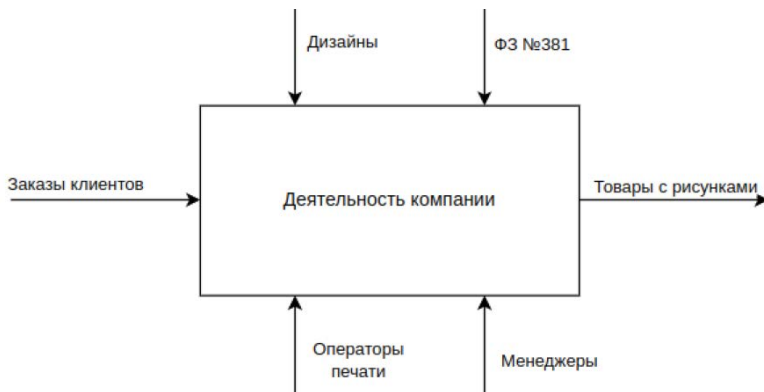 Дизайны
ФЗ №381
Заказы клиентов
Деятельность компании
Товары с рисунками
Операторы
печати
Менеджеры